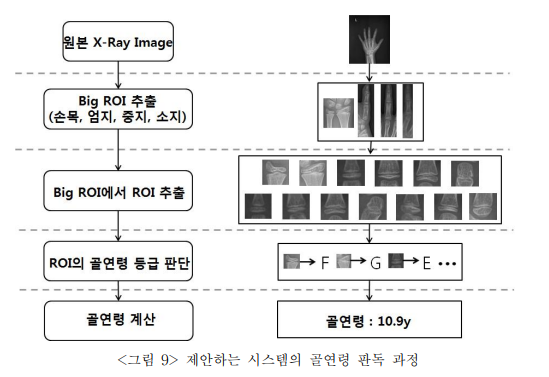 원본 X-Ray Image
Big ROI 추출
(손목, 엄지, 중지, 소지)
Big ROI에서 ROI 추출
ROI의 골연령 등급 판단
F G E •••
골연령 계산
골연령 : 10.9y
<그림 9> 제안하는 시스템의 골연령 판독 과정